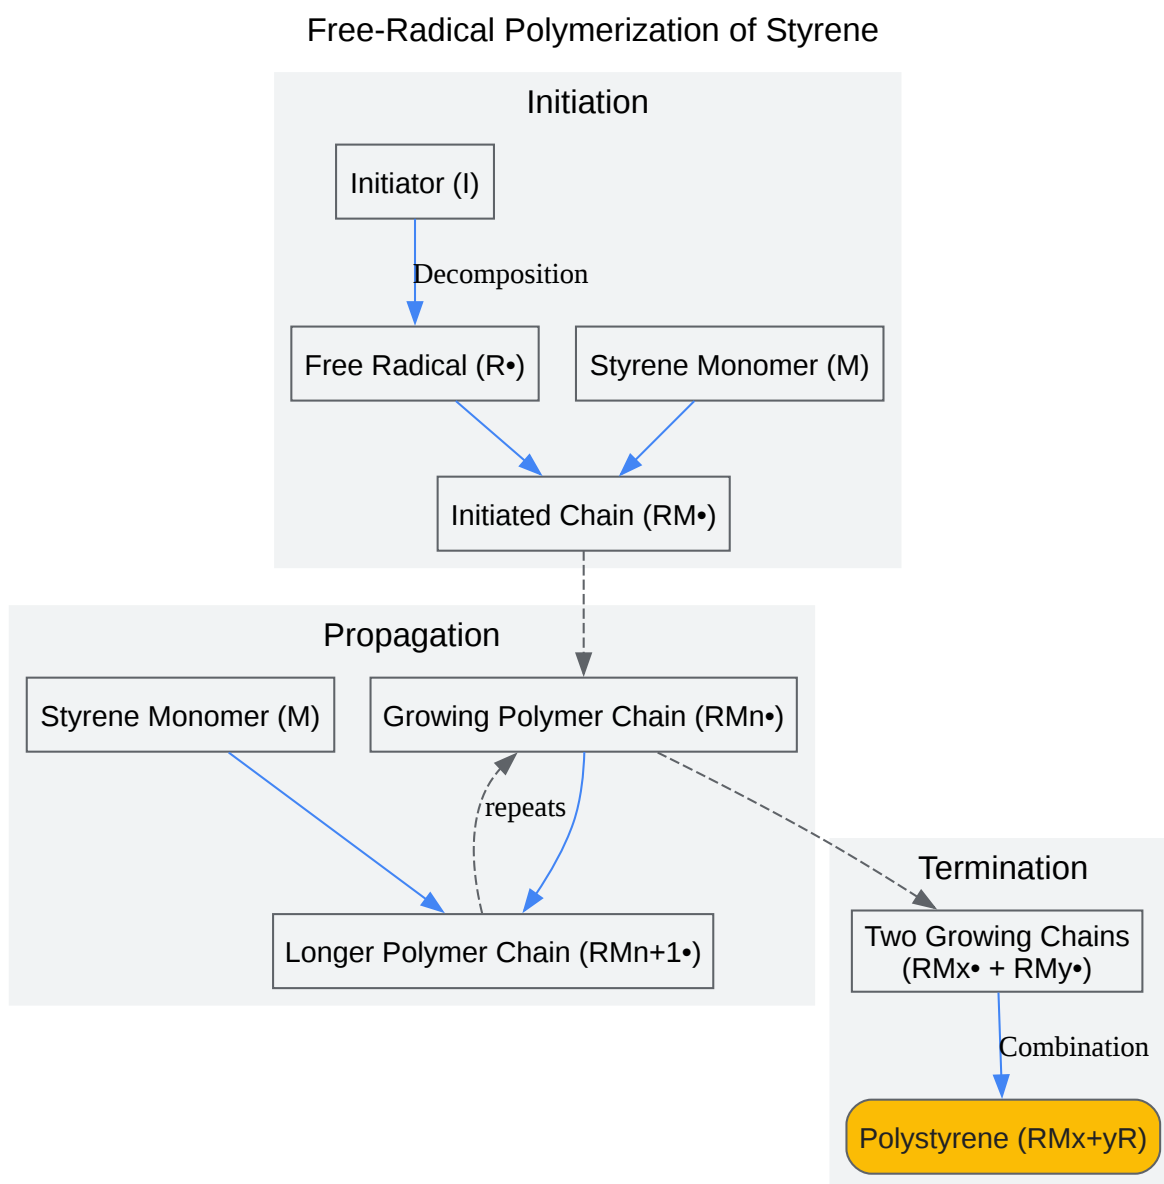 Free-Radical Polymerization of Styrene
Initiation
Initiator (I)
Decomposition
Free Radical (R•)
Styrene Monomer (M)
Initiated Chain (RM•)
Propagation
Styrene Monomer (M)
Growing Polymer Chain (RMn•)
repeats
Longer Polymer Chain (RMn+1•)
Termination
Two Growing Chains
(RMx• + RMy•)
Combination
Polystyrene (RMx+yR)